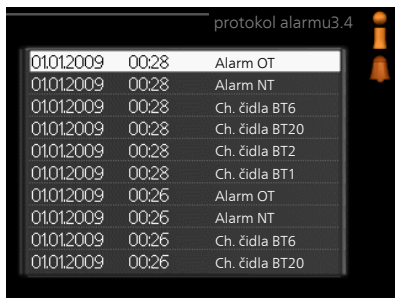 protokol alarmu3.4
01.01.2009 00:28 Alarm OT
01.01.2009 00:28 Alarm NT
01.01.2009 00:28 Ch. čidla BT6
01.01.2009 00:28 Ch. čidla BT20
01.01.2009 00:28 Ch. čidla BT2
01.01.2009 00:28 Ch. čidla BT1
01.01.2009 00:26 Alarm OT
01.01.2009 00:26 Alarm NT
01.01.2009 00:26 Ch. čidla BT6
01.01.2009 00:26 Ch. čidla BT20